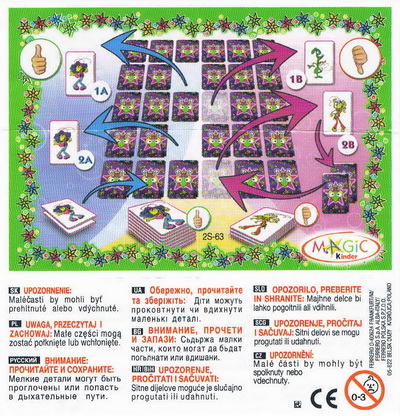 1A
1B
2A
2B
2S-63
MAGIC
Kinder
SK UPOZORNENIE:
Maléčasti by mohli byť
prehltnuté alebo vdýchnuté.
PL UWAGA, PRZECZYTAJ I
ZACHOWAJ: Małe części mogą
zostać połknięte lub wchłonięte.
РУССКИЙ ВНИМАНИЕ:
ПРОЧИТАЙТЕ И СОХРАНИТЕ:
Мелкие детали могут быть
проглочены или попасть в
дыхательные пути.
UA Обережно, прочитайте
та збережіть: Діти можуть
проковтнути чи вдихнути
маленькі деталі.
BG ВНИМАНИЕ, ПРОЧЕТИ
И ЗАПАЗИ: Съдържа малки
части, които могат да бъдат
погълнати или вдишани.
UPOZORENJE,
PROČITATI I SAČUVATI:
Sitne dijelove moguće je slučajno
progutati ili udahnuti.
SLO OPOZORILO, PREBERITE
IN SHRANITE: Majhne delce bi
lahko pogoltnili ali vdihnili.
SCG UPOZORENJE, PROČITAJ
I SAČUVAJ: Sitni delovi se mogu
progutati ili udahnuti.
CZ UPOZORNĚNÍ:
Malé části by mohly být
spolknuty nebo
vdechnuty.
CE
0-3